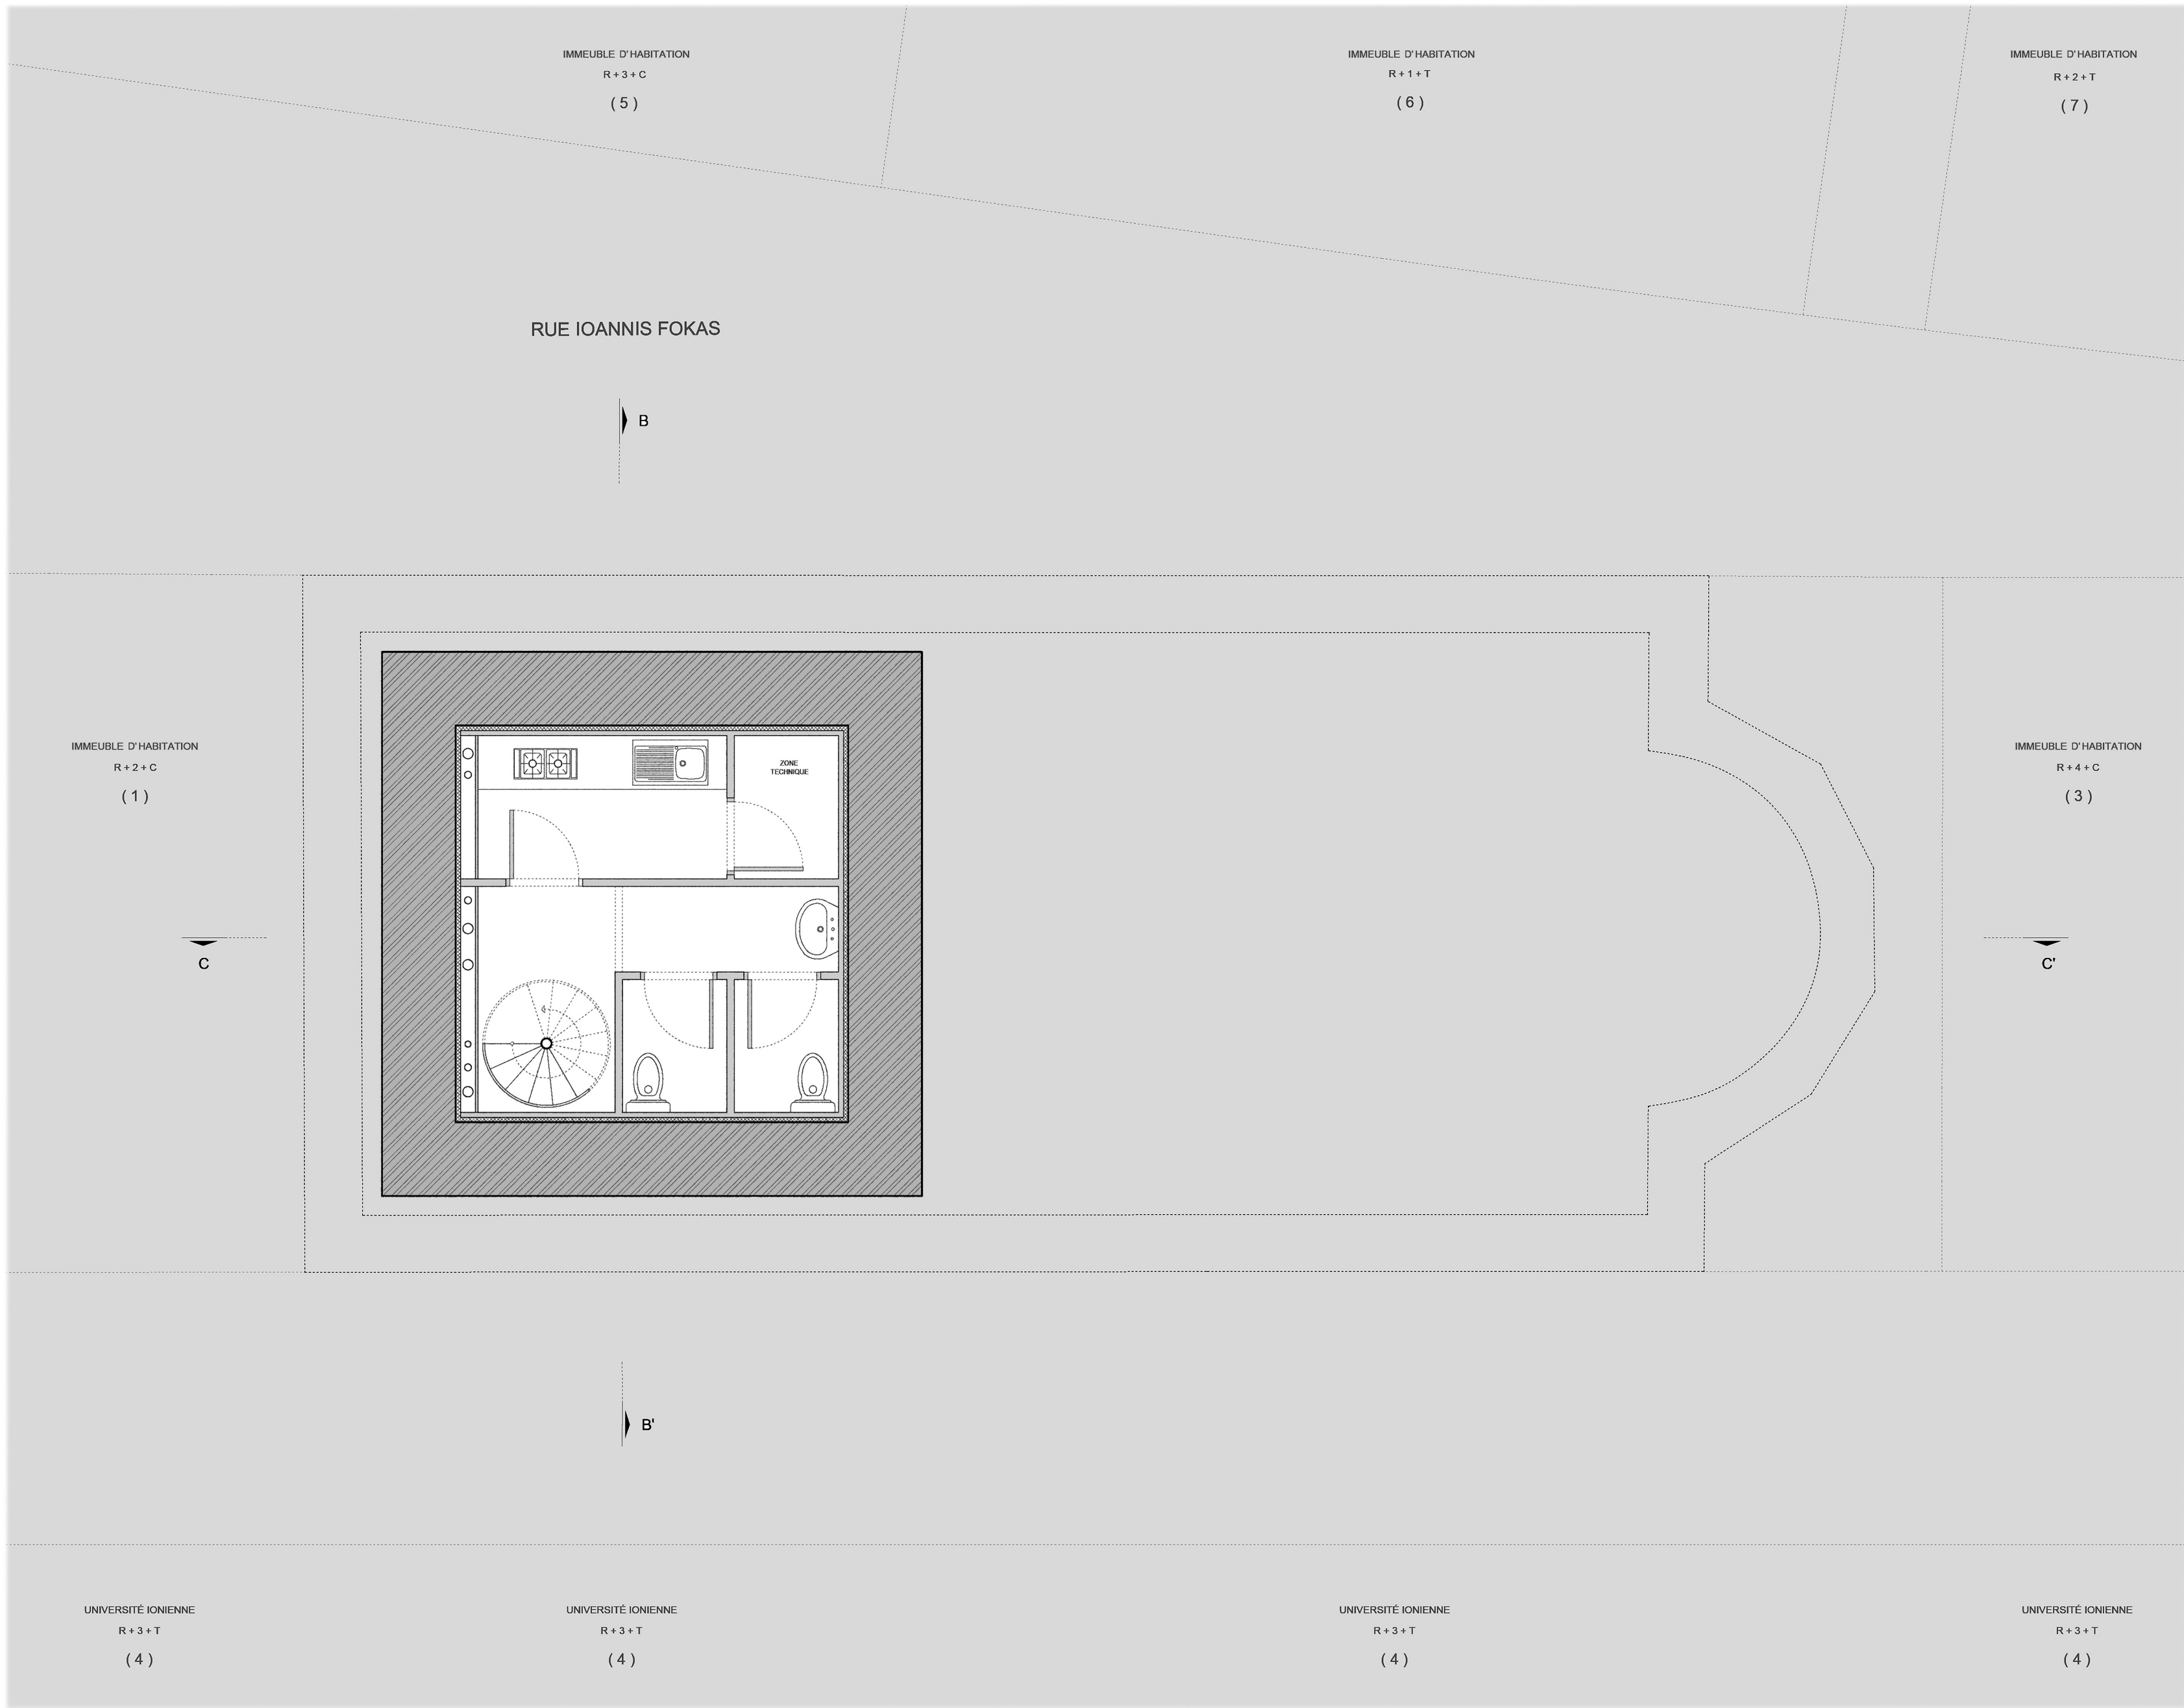 IMMEUBLE D'HABITATION
R + 3 + C
( 5 )
IMMEUBLE D'HABITATION
R + 1 + T
( 6 )
IMMEUBLE D'HABITATION
R + 2 + T
( 7 )
RUE IOANNIS FOKAS
B
IMMEUBLE D'HABITATION
R + 2 + C
( 1 )
ZONE
TECHNIQUE
IMMEUBLE D'HABITATION
R + 4 + C
( 3 )
C
C'
B'
UNIVERSITÉ IONIENNE
R + 3 + T
( 4 )
UNIVERSITÉ IONIENNE
R + 3 + T
( 4 )
UNIVERSITÉ IONIENNE
R + 3 + T
( 4 )
UNIVERSITÉ IONIENNE
R + 3 + T
( 4 )